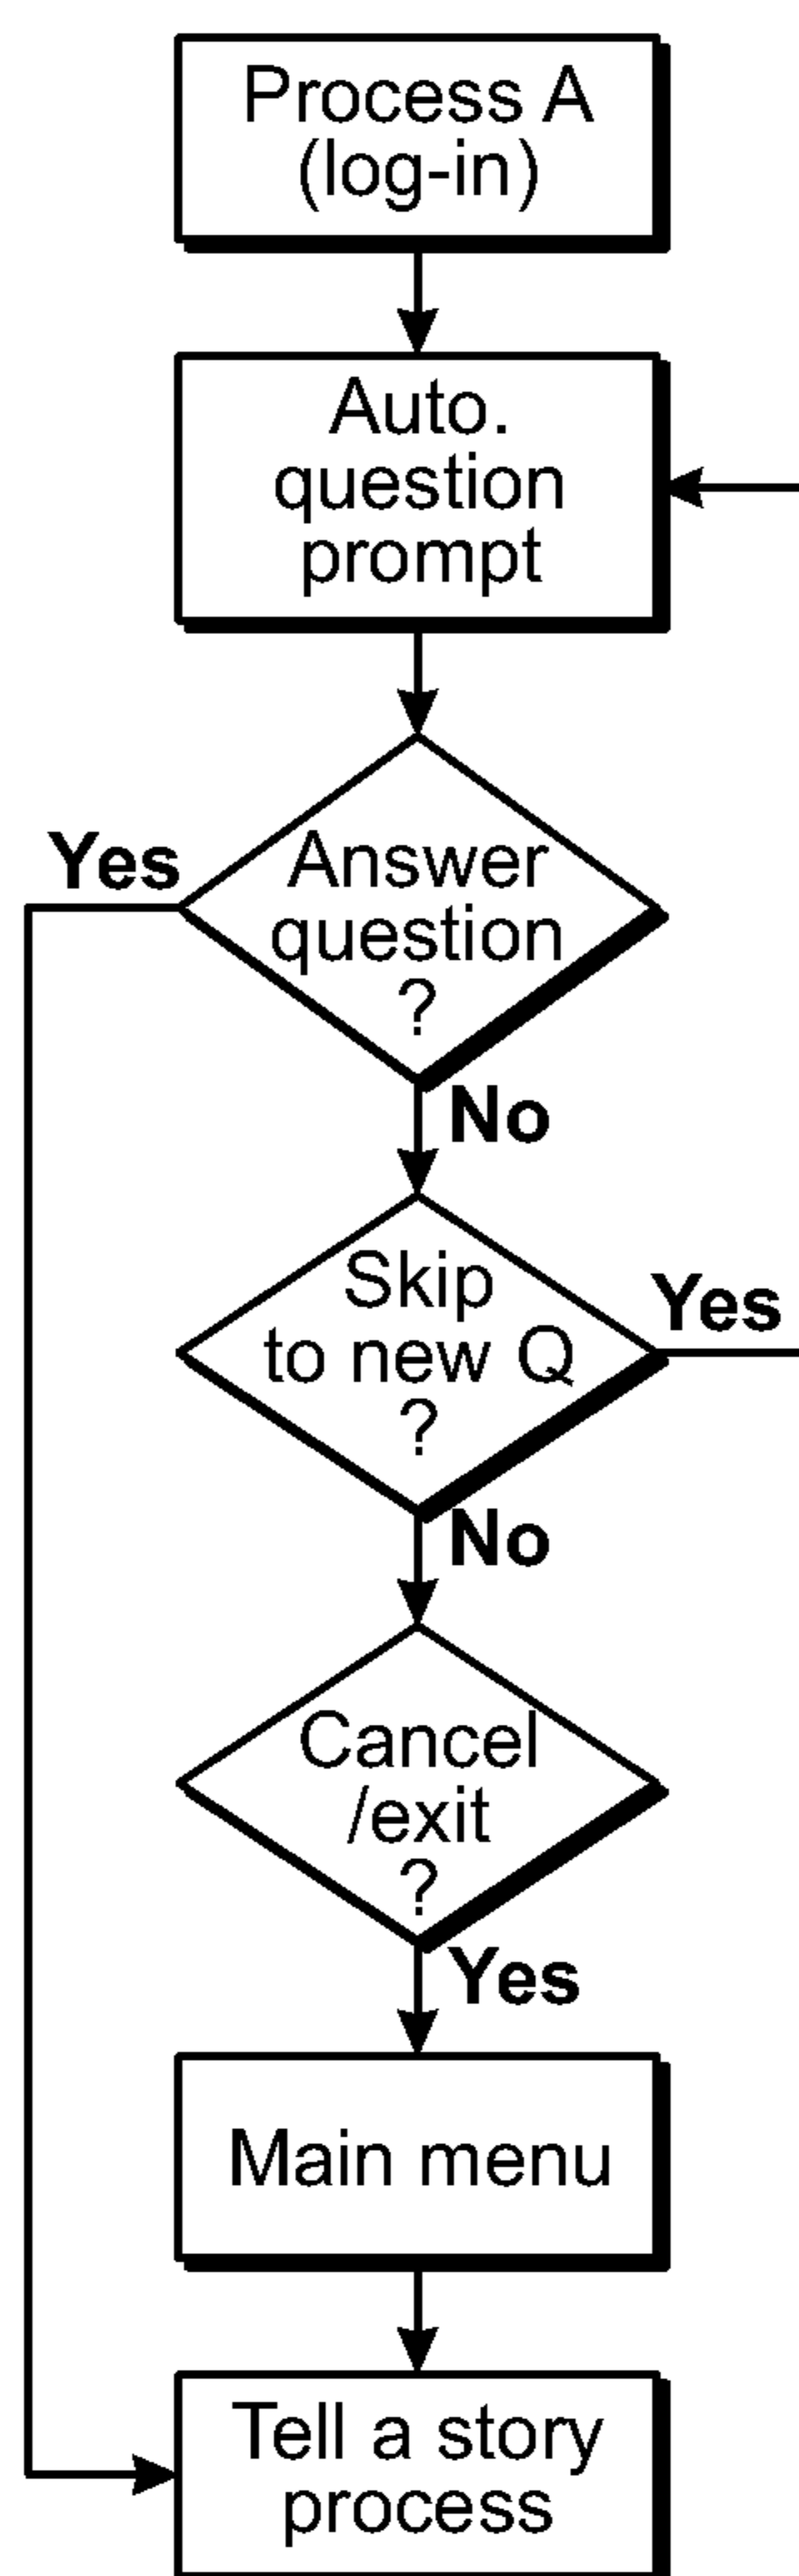 Process A
(log-in)
Auto.
question
prompt
Yes
Answer
question
?
No
Skip
to new Q
?
Yes
No
Cancel
/exit
?
Yes
Main menu
Tell a story
process